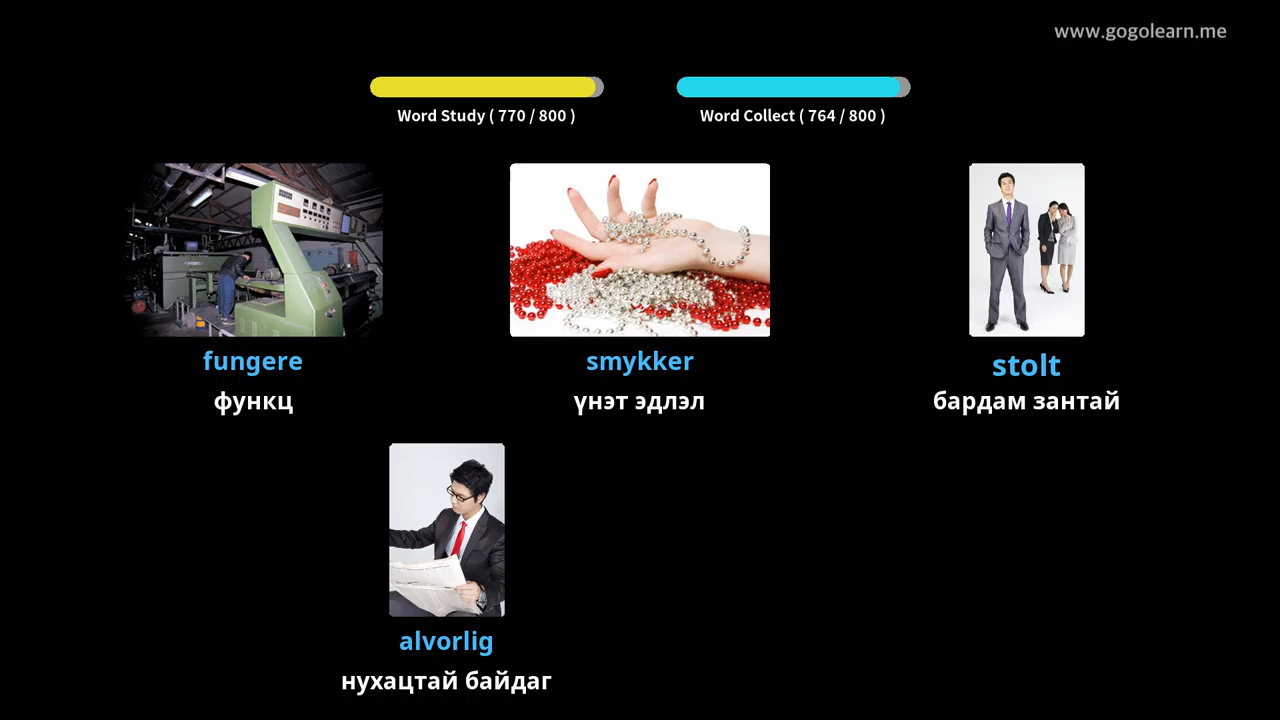 www.gogolearn.me
Word Study ( 770 / 800 )
Word Collect ( 764 / 800 )
fungere
функц
smykker
үнэт эдлэл
stolt
бардам зантай
alvorlig
нухацтай байдаг